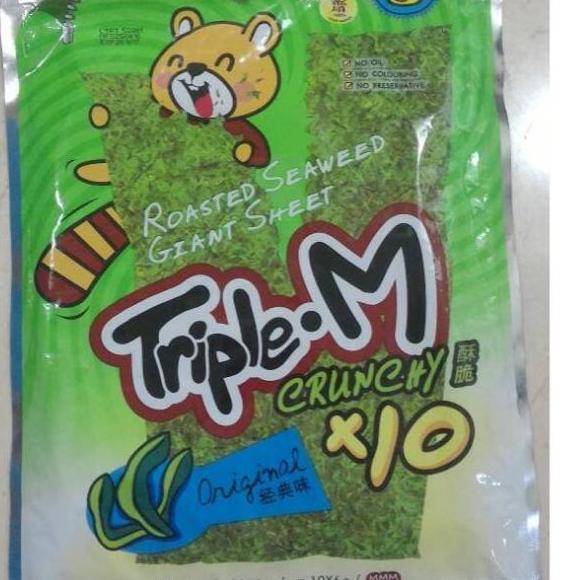 NO OIL
NO COLOURING
NO PRESERVATIVE
ROASTED SEAWEED
GIANT SHEET
Triple·M
CRUNCHY 酥脆
x10
Original
经典味
MMM